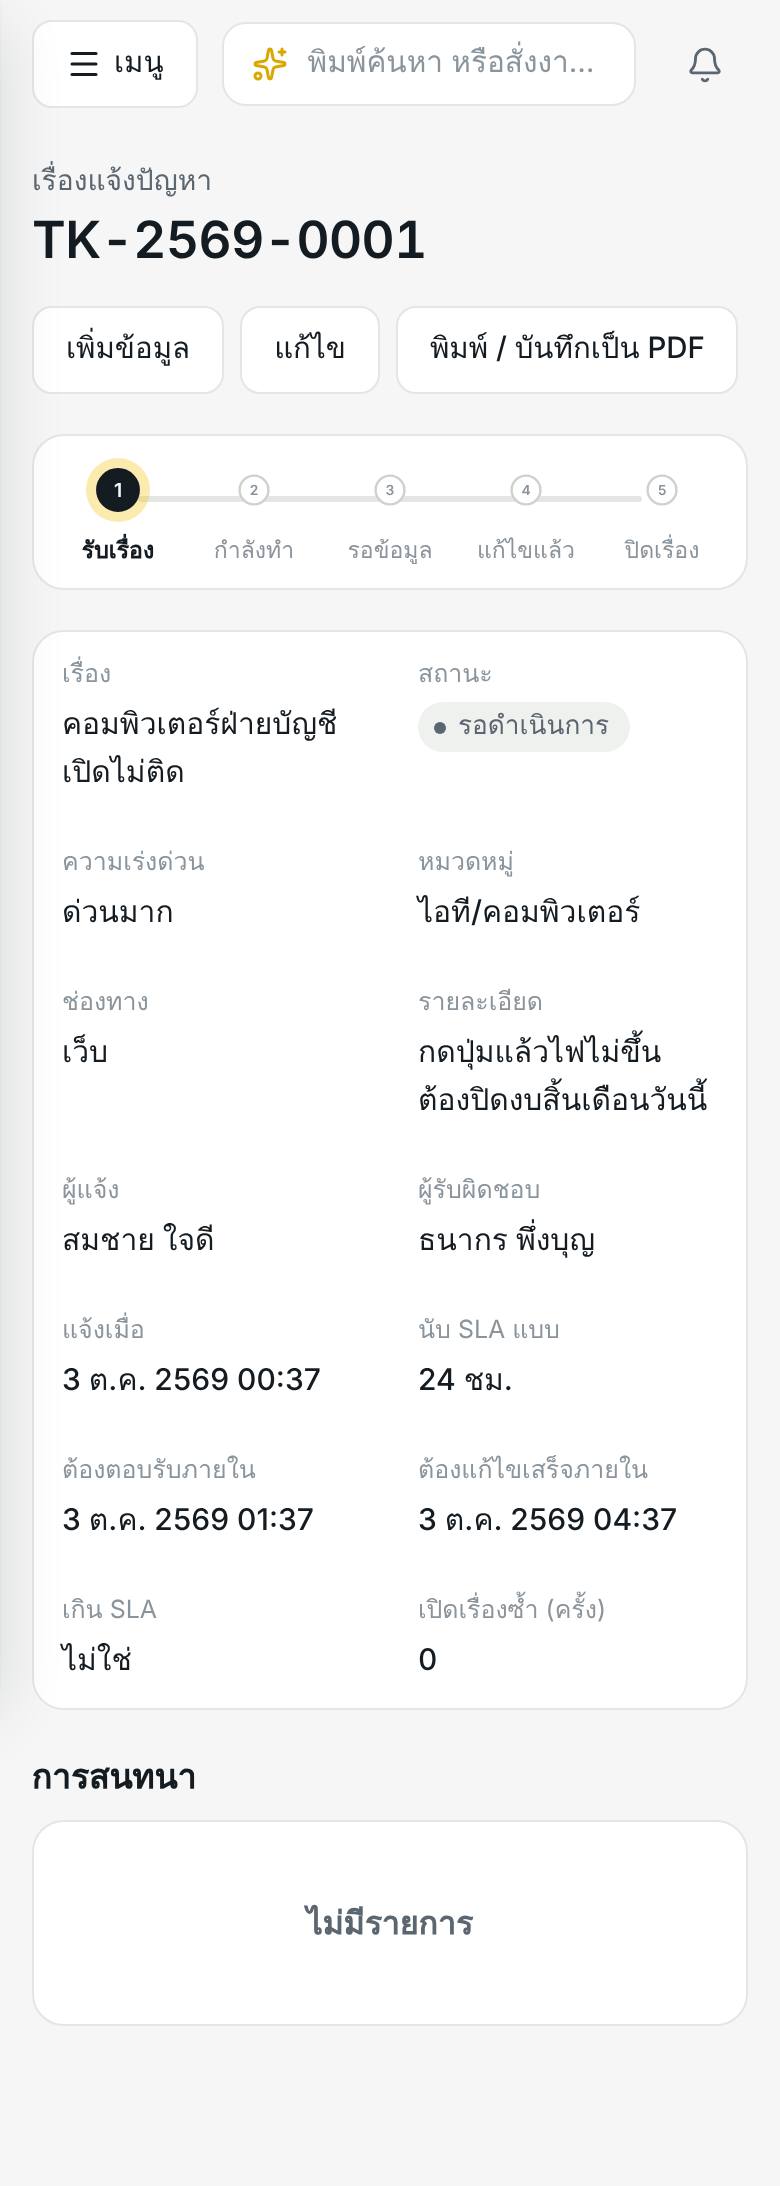 เมนู
พิมพ์ค้นหา หรือสั่งงา...
เรื่องแจ้งปัญหา
TK-2569-0001
เพิ่มข้อมูล
แก้ไข
พิมพ์ / บันทึกเป็น PDF
1 2 3 4 5
รับเรื่อง กำลังทำ รอข้อมูล แก้ไขแล้ว ปิดเรื่อง
เรื่อง
คอมพิวเตอร์ฝ่ายบัญชี
เปิดไม่ติด
สถานะ
รอดำเนินการ
ความเร่งด่วน
ด่วนมาก
หมวดหมู่
ไอที/คอมพิวเตอร์
ช่องทาง
เว็บ
รายละเอียด
กดปุ่มแล้วไฟไม่ขึ้น
ต้องปิดงบสิ้นเดือนวันนี้
ผู้แจ้ง
สมชาย ใจดี
ผู้รับผิดชอบ
ธนากร พึ่งบุญ
แจ้งเมื่อ
3 ต.ค. 2569 00:37
นับ SLA แบบ
24 ชม.
ต้องตอบรับภายใน
3 ต.ค. 2569 01:37
ต้องแก้ไขเสร็จภายใน
3 ต.ค. 2569 04:37
เกิน SLA
ไม่ใช่
เปิดเรื่องซ้ำ (ครั้ง)
0
การสนทนา
ไม่มีรายการ